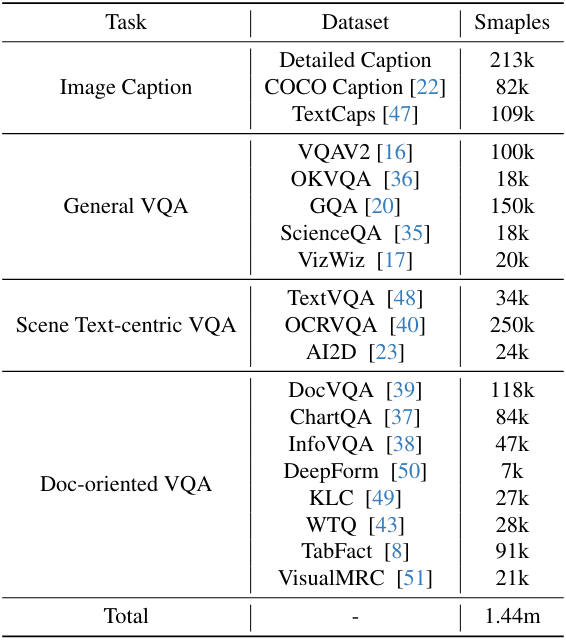 Task Dataset Smaples
Image Caption
Detailed Caption 213k
COCO Caption [22] 82k
TextCaps [47] 109k
General VQA
VQAV2 [16] 100k
OKVQA [36] 18k
GQA [20] 150k
ScienceQA [35] 18k
VizWiz [17] 20k
Scene Text-centric VQA
TextVQA [48] 34k
OCRVQA [40] 250k
AI2D [23] 24k
Doc-oriented VQA
DocVQA [39] 118k
ChartQA [37] 84k
InfoVQA [38] 47k
DeepForm [50] 7k
KLC [49] 27k
WTQ [43] 28k
TabFact [8] 91k
VisualMRC [51] 21k
Total - 1.44m